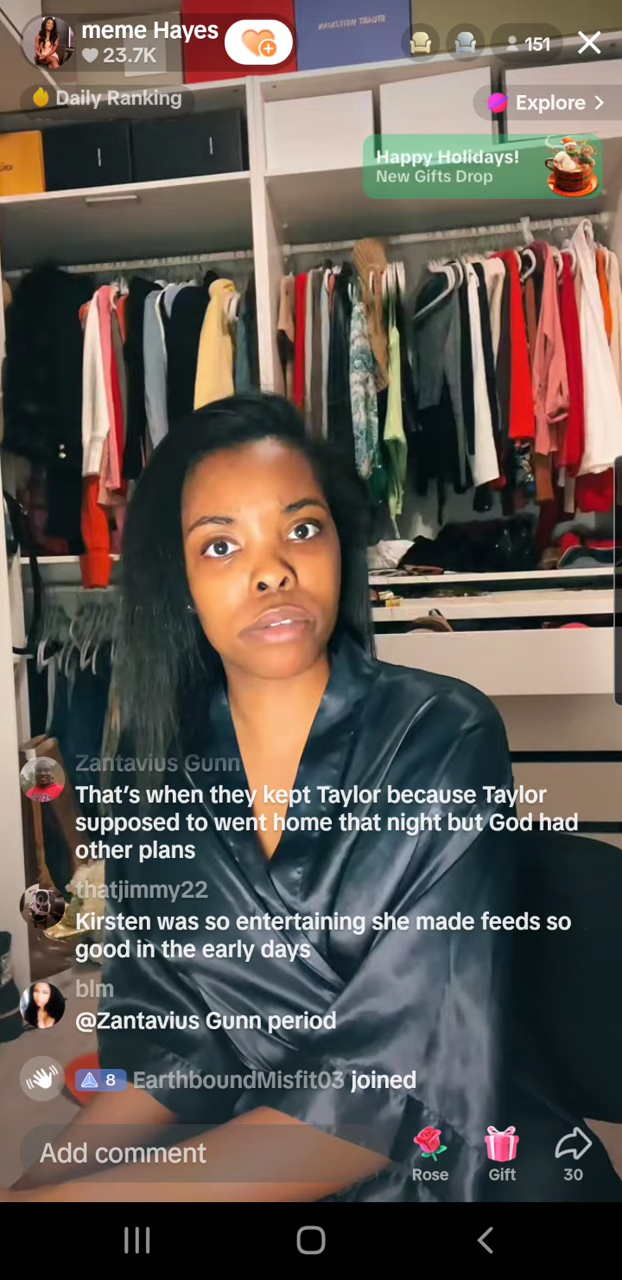 meme Hayes
23.7K
151
Daily Ranking
Explore
Happy Holidays!
New Gifts Drop
STUART WEITZMAN
Zantavius Gunn
That's when they kept Taylor because Taylor
supposed to went home that night but God had
other plans
thatjimmy22
Kirsten was so entertaining she made feeds so
good in the early days
blm
@Zantavius Gunn period
8 EarthboundMisfit03 joined
Add comment
Rose
Gift
30